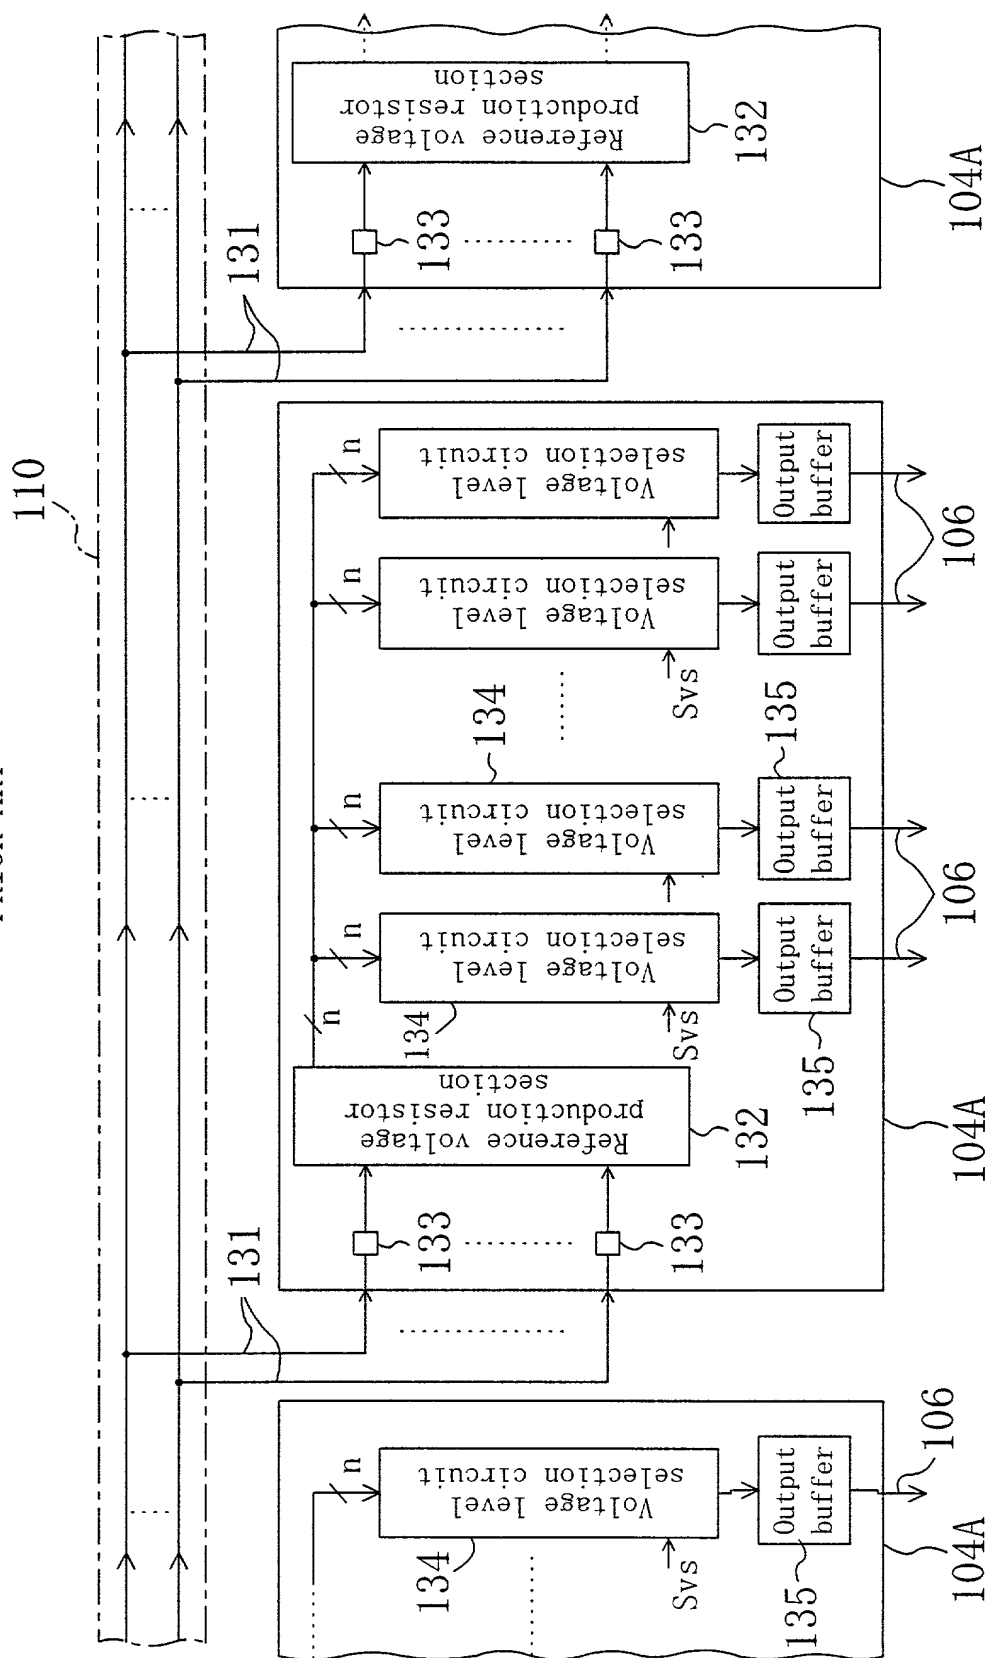 110
131
131
n
Voltage level
selection circuit
134
Svs
Output
buffer
135
106
104A
133
133
Reference voltage
production resistor
section
132
n
n
Voltage level
selection circuit
134
Svs
Output
buffer
135
n
Voltage level
selection circuit
134
Output
buffer
135
106
n
Voltage level
selection circuit
Svs
Output
buffer
n
Voltage level
selection circuit
Output
buffer
106
104A
133
133
Reference voltage
production resistor
section
132
104A